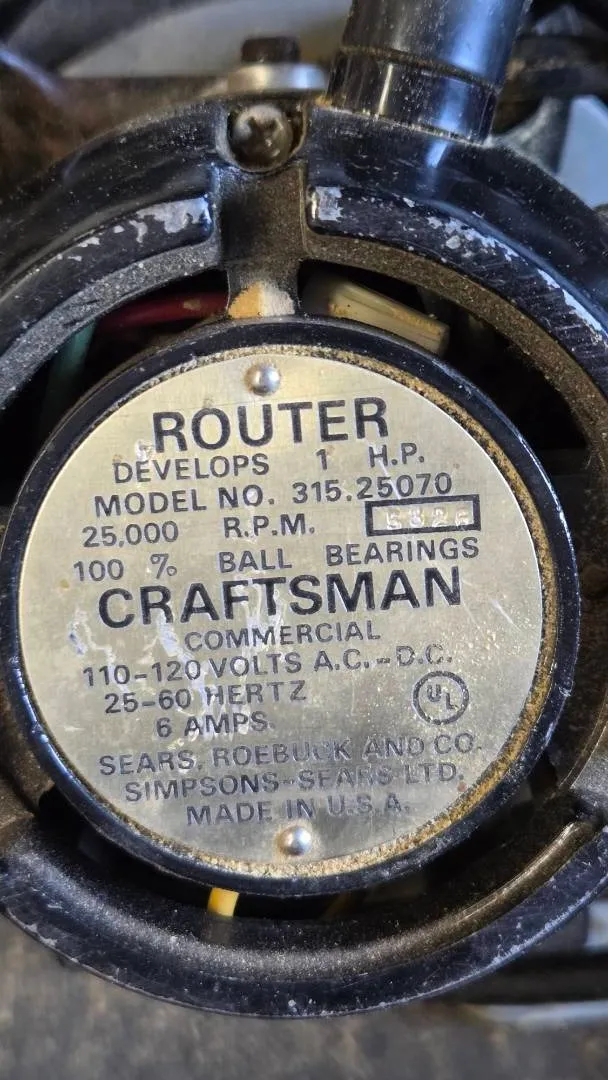 ROUTER
DEVELOPS 1 H.P.
MODEL NO. 315.25070
25,000 R.P.M.
100 % BALL BEARINGS
CRAFTSMAN
COMMERCIAL
110-120 VOLTS A.C.-D.C.
25-60 HERTZ
UL
6 AMPS.
SEARS, ROEBUCK AND CO.
SIMPSONS-SEARS LTD.
MADE IN U.S.A.